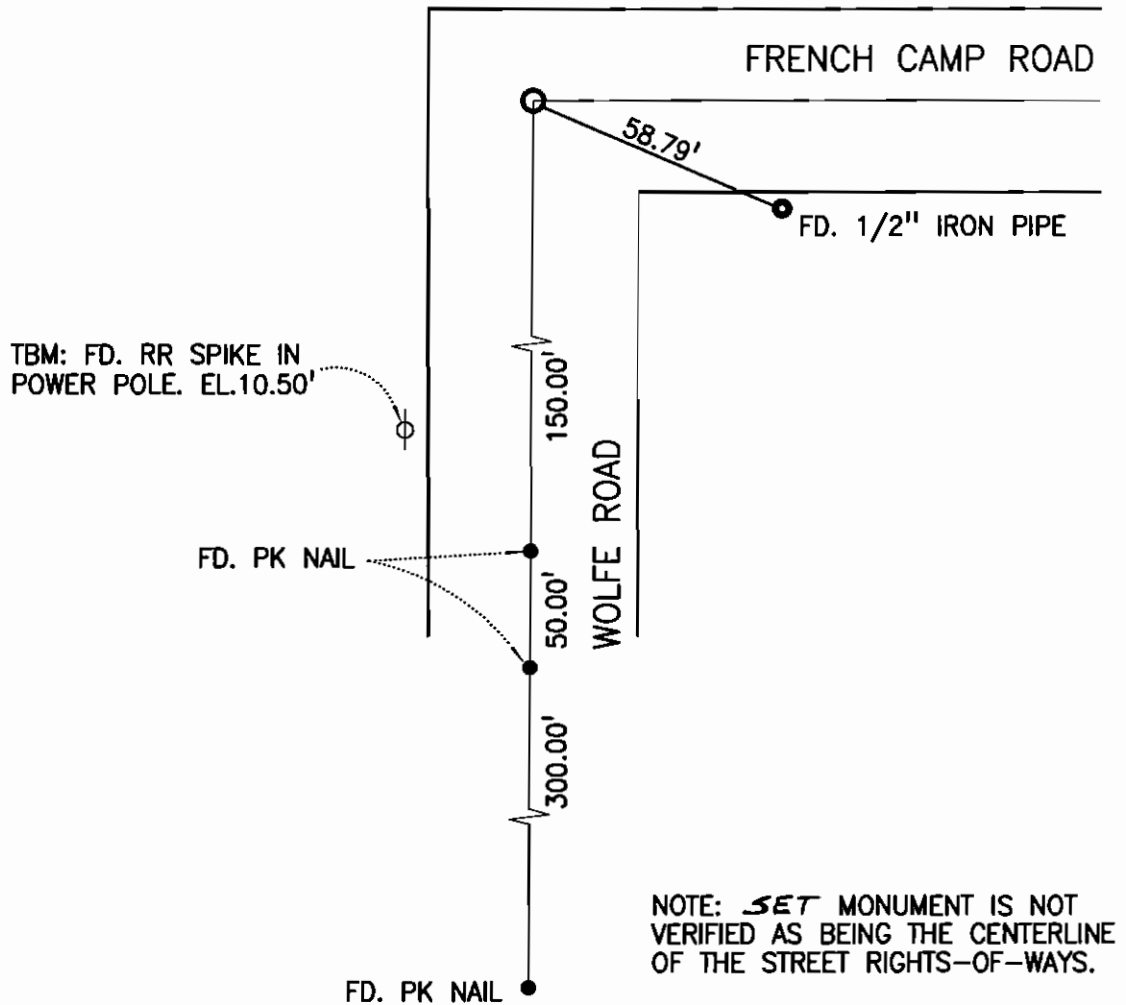 FRENCH CAMP ROAD
58.79'
FD. 1/2" IRON PIPE
TBM: FD. RR SPIKE IN
POWER POLE. EL.10.50'
150.00'
WOLFE ROAD
FD. PK NAIL
50.00'
300.00'
NOTE: SET MONUMENT IS NOT
VERIFIED AS BEING THE CENTERLINE
OF THE STREET RIGHTS-OF-WAYS.
FD. PK NAIL